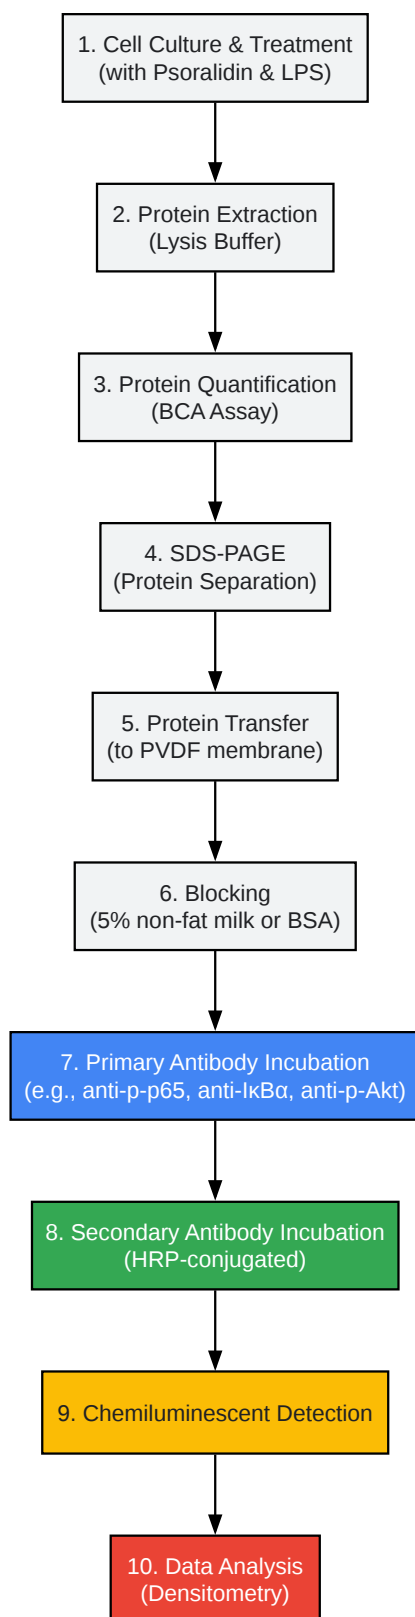 1. Cell Culture & Treatment
(with Psoralidin & LPS)
2. Protein Extraction
(Lysis Buffer)
3. Protein Quantification
(BCA Assay)
4. SDS-PAGE
(Protein Separation)
5. Protein Transfer
(to PVDF membrane)
6. Blocking
(5% non-fat milk or BSA)
7. Primary Antibody Incubation
(e.g., anti-p-p65, anti-IκBα, anti-p-Akt)
8. Secondary Antibody Incubation
(HRP-conjugated)
9. Chemiluminescent Detection
10. Data Analysis
(Densitometry)